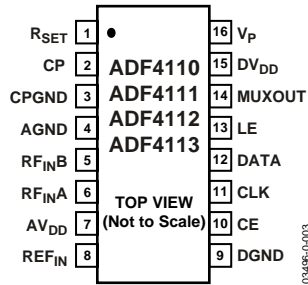 RSET 1 16 VP
CP 2 ADF4110 15 DVDD
CPGND 3 ADF4111 14 MUXOUT
AGND 4 ADF4112 13 LE
RFINB 5 ADF4113 12 DATA
RFINA 6 TOP VIEW 11 CLK
AVDD 7 (Not to Scale) 10 CE
REFIN 8 9 DGND
03496-0-003